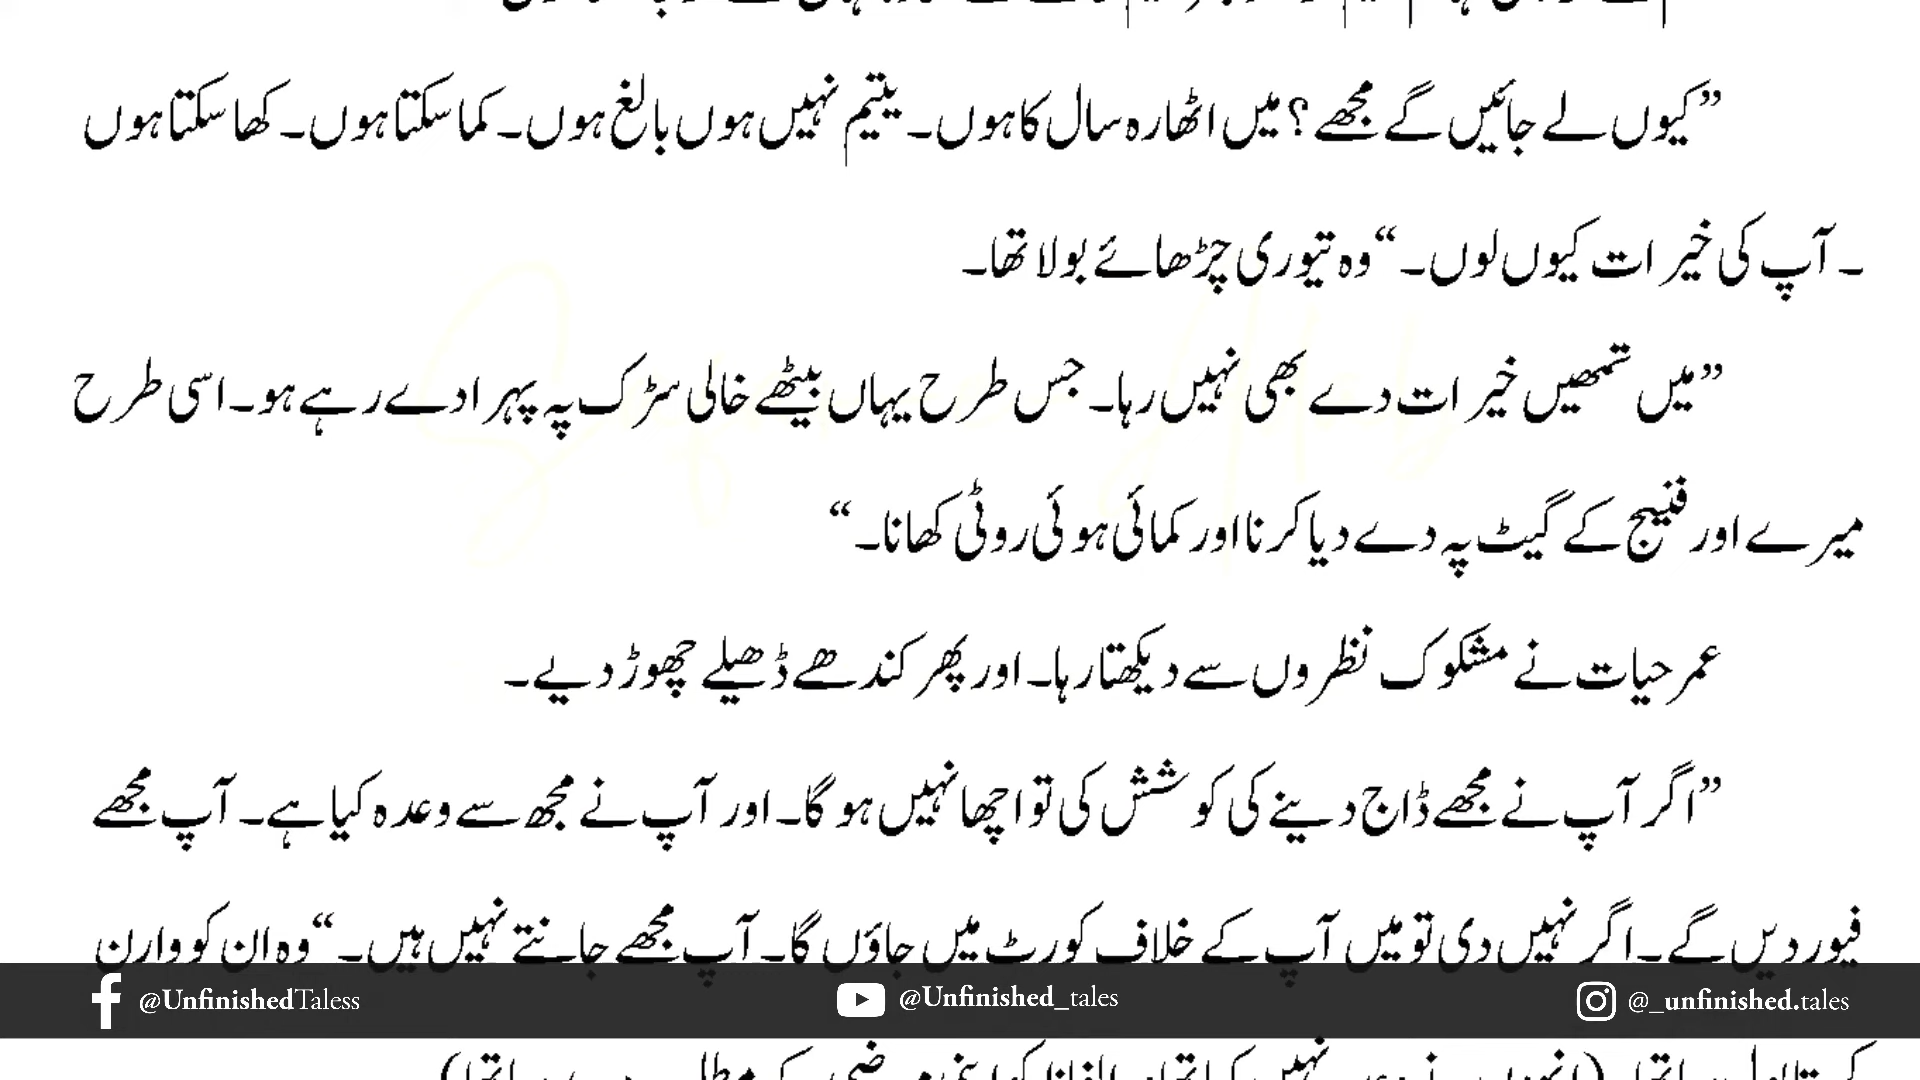 ”کیوں لے جائیں گے مجھے؟ میں اٹھارہ سال کا ہوں۔ یتیم نہیں ہوں بالغ ہوں۔ کما سکتا ہوں۔ کھا سکتا ہوں
۔ آپ کی خیرات کیوں لوں۔“ وہ تیوری چڑھائے بولا تھا۔
”میں تمھیں خیرات دے بھی نہیں رہا۔ جس طرح یہاں بیٹھے خالی سڑک پہ پہرا دے رہے ہو۔ اسی طرح
میرے اور فنیج کے گیٹ پہ دے دیا کرنا اور کمائی ہوئی روٹی کھانا۔“
عمر حیات نے مشکوک نظروں سے دیکھتا رہا۔ اور پھر کندھے ڈھیلے چھوڑ دیے۔
”اگر آپ نے مجھے ڈاج دینے کی کوشش کی تو اچھا نہیں ہو گا۔ اور آپ نے مجھ سے وعدہ کیا ہے۔ آپ مجھے
فیور دیں گے۔ اگر نہیں دی تو میں آپ کے خلاف کورٹ میں جاؤں گا۔ آپ مجھے جانتے نہیں ہیں۔“ وہ ان کو وارن
@UnfinishedTaless @Unfinished_tales @_unfinished.tales